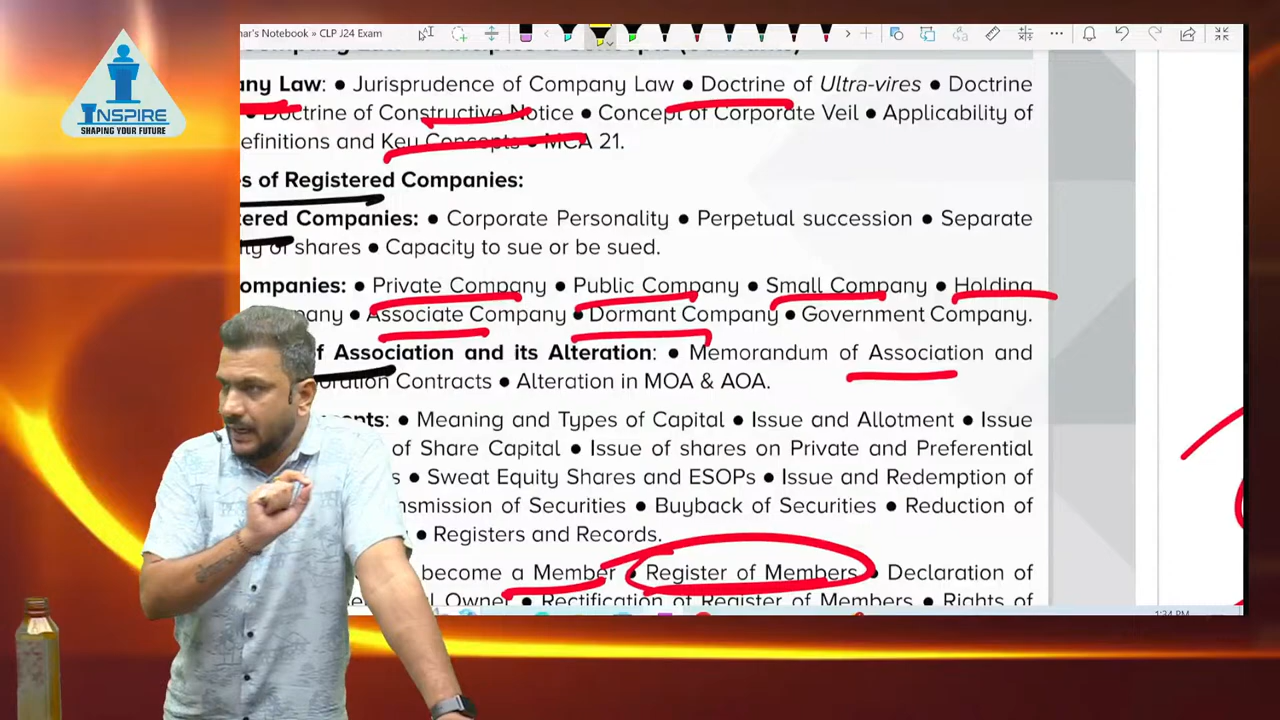 INSPIRE
SHAPING YOUR FUTURE
Notebook » CLP J24 Exam
any Law: ● Jurisprudence of Company Law ● Doctrine of Ultra-vires ● Doctrine
● Doctrine of Constructive Notice ● Concept of Corporate Veil ● Applicability of
efinitions and Key Concepts ● MCA 21.
s of Registered Companies:
tered Companies: ● Corporate Personality ● Perpetual succession ● Separate
ity of shares ● Capacity to sue or be sued.
ompanies: ● Private Company ● Public Company ● Small Company ● Holding
pany ● Associate Company ● Dormant Company ● Government Company.
f Association and its Alteration: ● Memorandum of Association and
oration Contracts ● Alteration in MOA & AOA.
epts: ● Meaning and Types of Capital ● Issue and Allotment ● Issue
of Share Capital ● Issue of shares on Private and Preferential
s ● Sweat Equity Shares and ESOPs ● Issue and Redemption of
nsmission of Securities ● Buyback of Securities ● Reduction of
● Registers and Records.
become a Member ● Register of Members ● Declaration of
Owner ● Rectification of Register of Members ● Rights of
1:34 PM